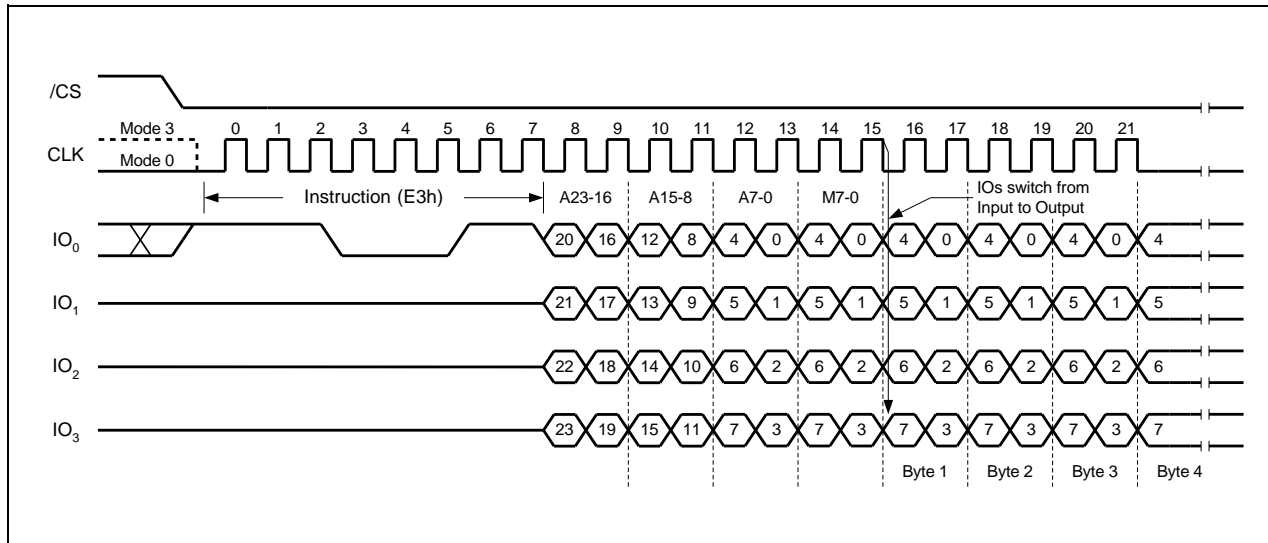 /CS
Mode 3 0 1 2 3 4 5 6 7 8 9 10 11 12 13 14 15 16 17 18 19 20 21
CLK
Mode 0
Instruction (E3h) A23-16 A15-8 A7-0 M7-0 IOs switch from
Input to Output
IO0 20 16 12 8 4 0 4 0 4 0 4 0 4 0 4
IO1 21 17 13 9 5 1 5 1 5 1 5 1 5 1 5
IO2 22 18 14 10 6 2 6 2 6 2 6 2 6 2 6
IO3 23 19 15 11 7 3 7 3 7 3 7 3 7 3 7
Byte 1 Byte 2 Byte 3 Byte 4